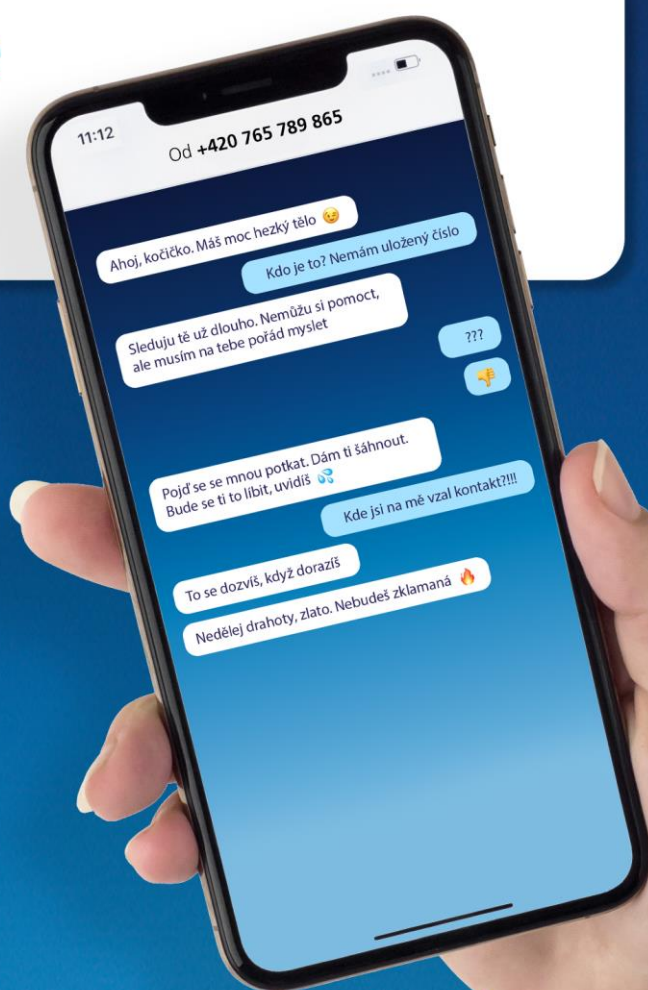 11:12
Od +420 765 789 865
Ahoj, kočičko. Máš moc hezký tělo 😉
Kdo je to? Nemám uložený číslo
Sleduju tě už dlouho. Nemůžu si pomoct,
ale musím na tebe pořád myslet
???
👎
Pojď se se mnou potkat. Dám ti šáhnout.
Bude se ti to líbit, uvidíš 💦
Kde jsi na mě vzal kontakt?!!!
To se dozvíš, když dorazíš
Nedělej drahoty, zlato. Nebudeš zklamaná 🔥